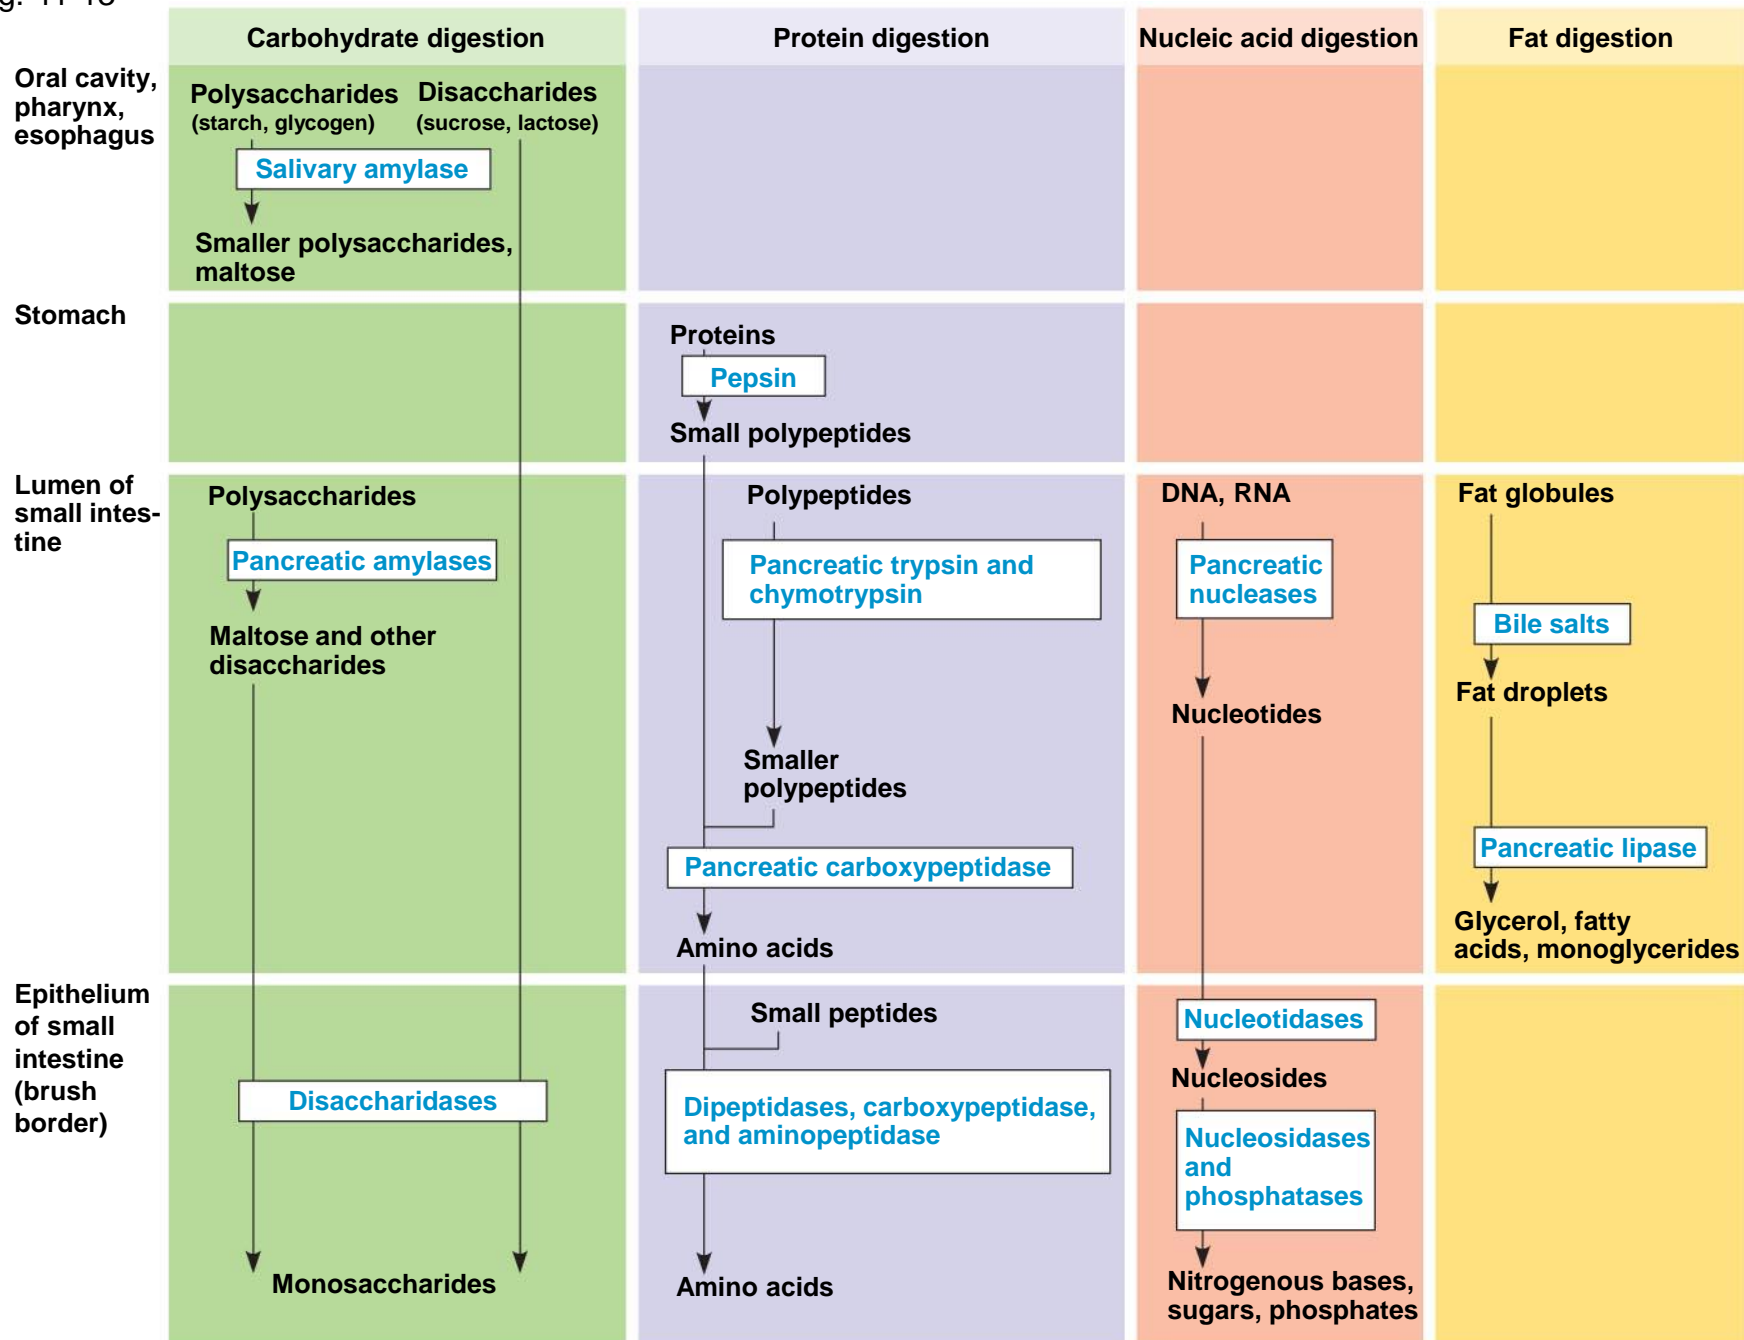 g. 41-13
Carbohydrate digestion
Protein digestion
Nucleic acid digestion
Fat digestion
Oral cavity,
pharynx,
esophagus
Polysaccharides
(starch, glycogen)
Disaccharides
(sucrose, lactose)
Salivary amylase
Smaller polysaccharides,
maltose
Stomach
Proteins
Pepsin
Small polypeptides
Lumen of
small intes-
tine
Polysaccharides
Pancreatic amylases
Maltose and other
disaccharides
Polypeptides
Pancreatic trypsin and
chymotrypsin
Smaller
polypeptides
Pancreatic carboxypeptidase
Amino acids
DNA, RNA
Pancreatic
nucleases
Nucleotides
Fat globules
Bile salts
Fat droplets
Pancreatic lipase
Glycerol, fatty
acids, monoglycerides
Epithelium
of small
intestine
(brush
border)
Disaccharidases
Monosaccharides
Small peptides
Dipeptidases, carboxypeptidase,
and aminopeptidase
Amino acids
Nucleotidases
Nucleosides
Nucleosidases
and
phosphatases
Nitrogenous bases,
sugars, phosphates